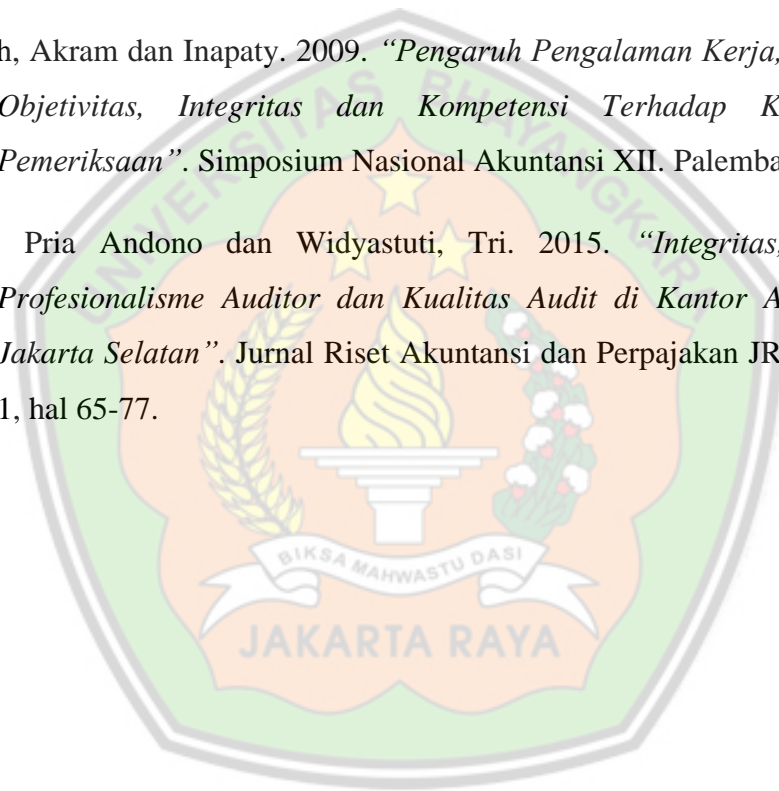 h, Akram dan Inapaty. 2009. “Pengaruh Pengalaman Kerja,
Objetivitas, Integritas dan Kompetensi Terhadap K
Pemeriksaan”. Simposium Nasional Akuntansi XII. Palemba
Pria Andono dan Widyastuti, Tri. 2015. “Integritas,
Profesionalisme Auditor dan Kualitas Audit di Kantor A
Jakarta Selatan”. Jurnal Riset Akuntansi dan Perpajakan JR
1, hal 65-77.
UNIVERSITAS BHAYANGKARA
BIKSA MAHWASTU DASI
JAKARTA RAYA